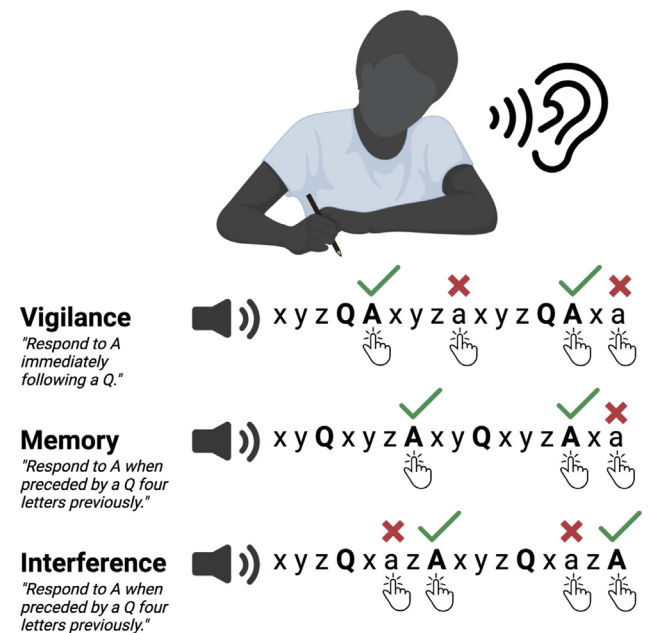 Vigilance
"Respond to A
immediately
following a Q."
x y z Q A x y z a x y z Q A x a
Memory
"Respond to A when
preceded by a Q four
letters previously."
x y Q x y z A x y Q x y z A x a
Interference
"Respond to A when
preceded by a Q four
letters previously."
x y z Q x a z A x y z Q x a z A